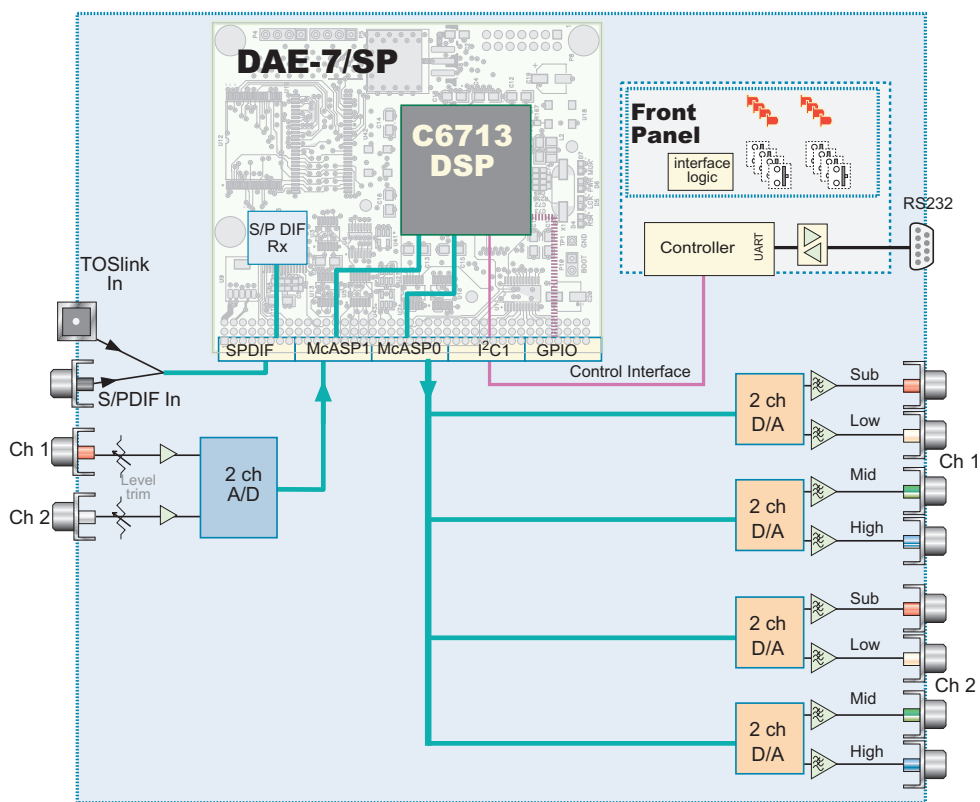 DAE-7/SP
C6713
DSP
S/P DIF
Rx
SPDIF
McASP1
McASP0
I²C1
GPIO
Front
Panel
interface
logic
RS232
Controller
UART
Control Interface
TOSlink
In
S/PDIF In
Ch 1
Ch 2
Level
trim
2 ch
A/D
2 ch
D/A
Sub
Low
Ch 1
2 ch
D/A
Mid
High
2 ch
D/A
Sub
Low
Ch 2
2 ch
D/A
Mid
High
GND
BOOT